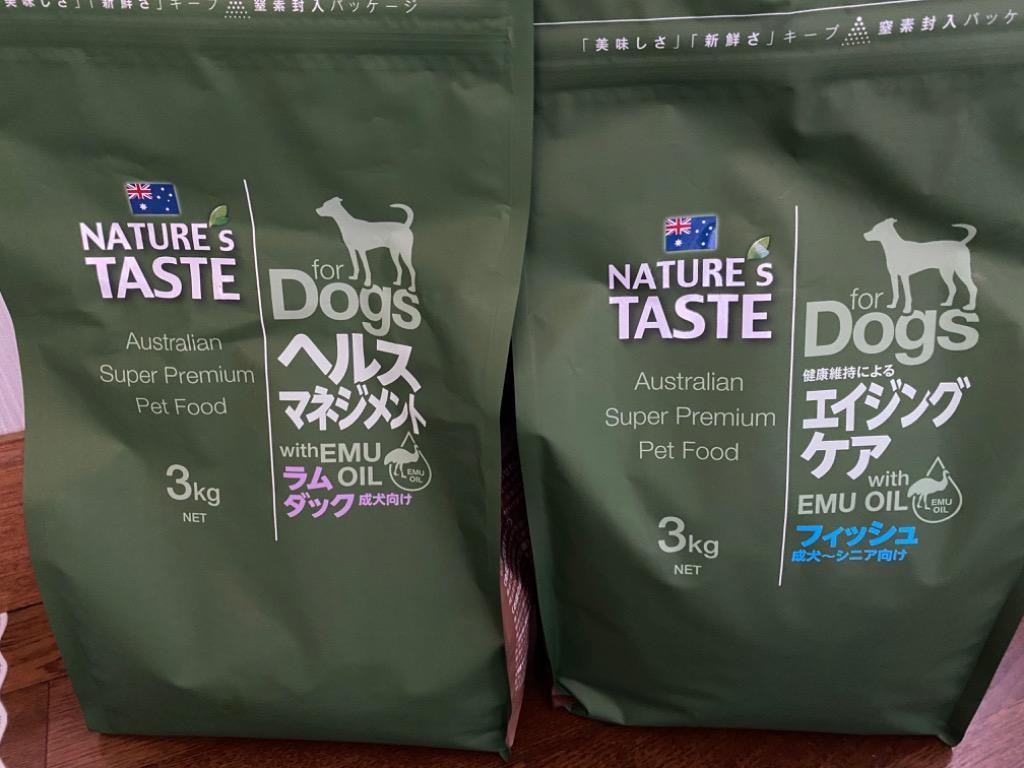 美味しさ」「新鮮さ」キープ 窒素封入パッケージ
NATURE's
TASTE
Australian
Super Premium
Pet Food
3kg
NET
for
Dogs
ヘルス
マネジメント
with EMU
OIL
EMU
OIL
ラム
ダック 成犬向け
「美味しさ」「新鮮さ」キープ 窒素封入パッケ
NATURE's
TASTE
Australian
Super Premium
Pet Food
3kg
NET
for
Dogs
健康維持による
エイジング
ケア
with
EMU OIL
EMU
OIL
フィッシュ
成犬〜シニア向け